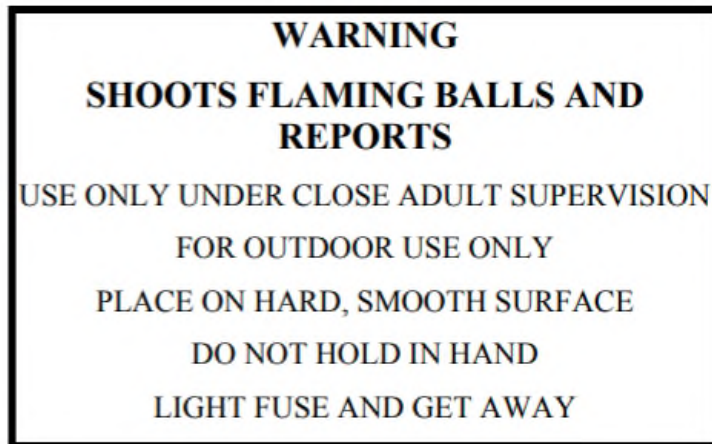 WARNING
SHOOTS FLAMING BALLS AND
REPORTS
USE ONLY UNDER CLOSE ADULT SUPERVISION
FOR OUTDOOR USE ONLY
PLACE ON HARD, SMOOTH SURFACE
DO NOT HOLD IN HAND
LIGHT FUSE AND GET AWAY